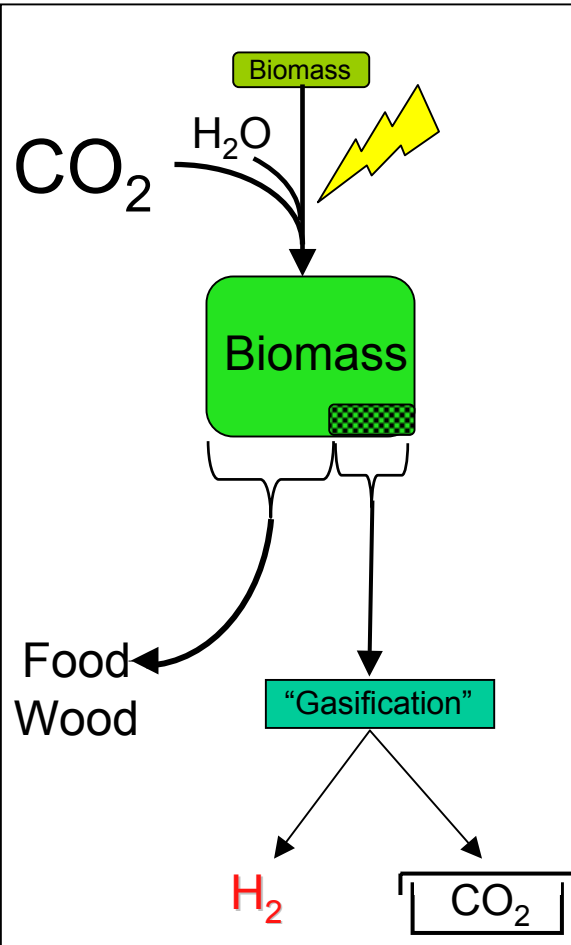 Biomass
H₂O
CO₂
Biomass
Food
Wood
“Gasification”
H₂
CO₂